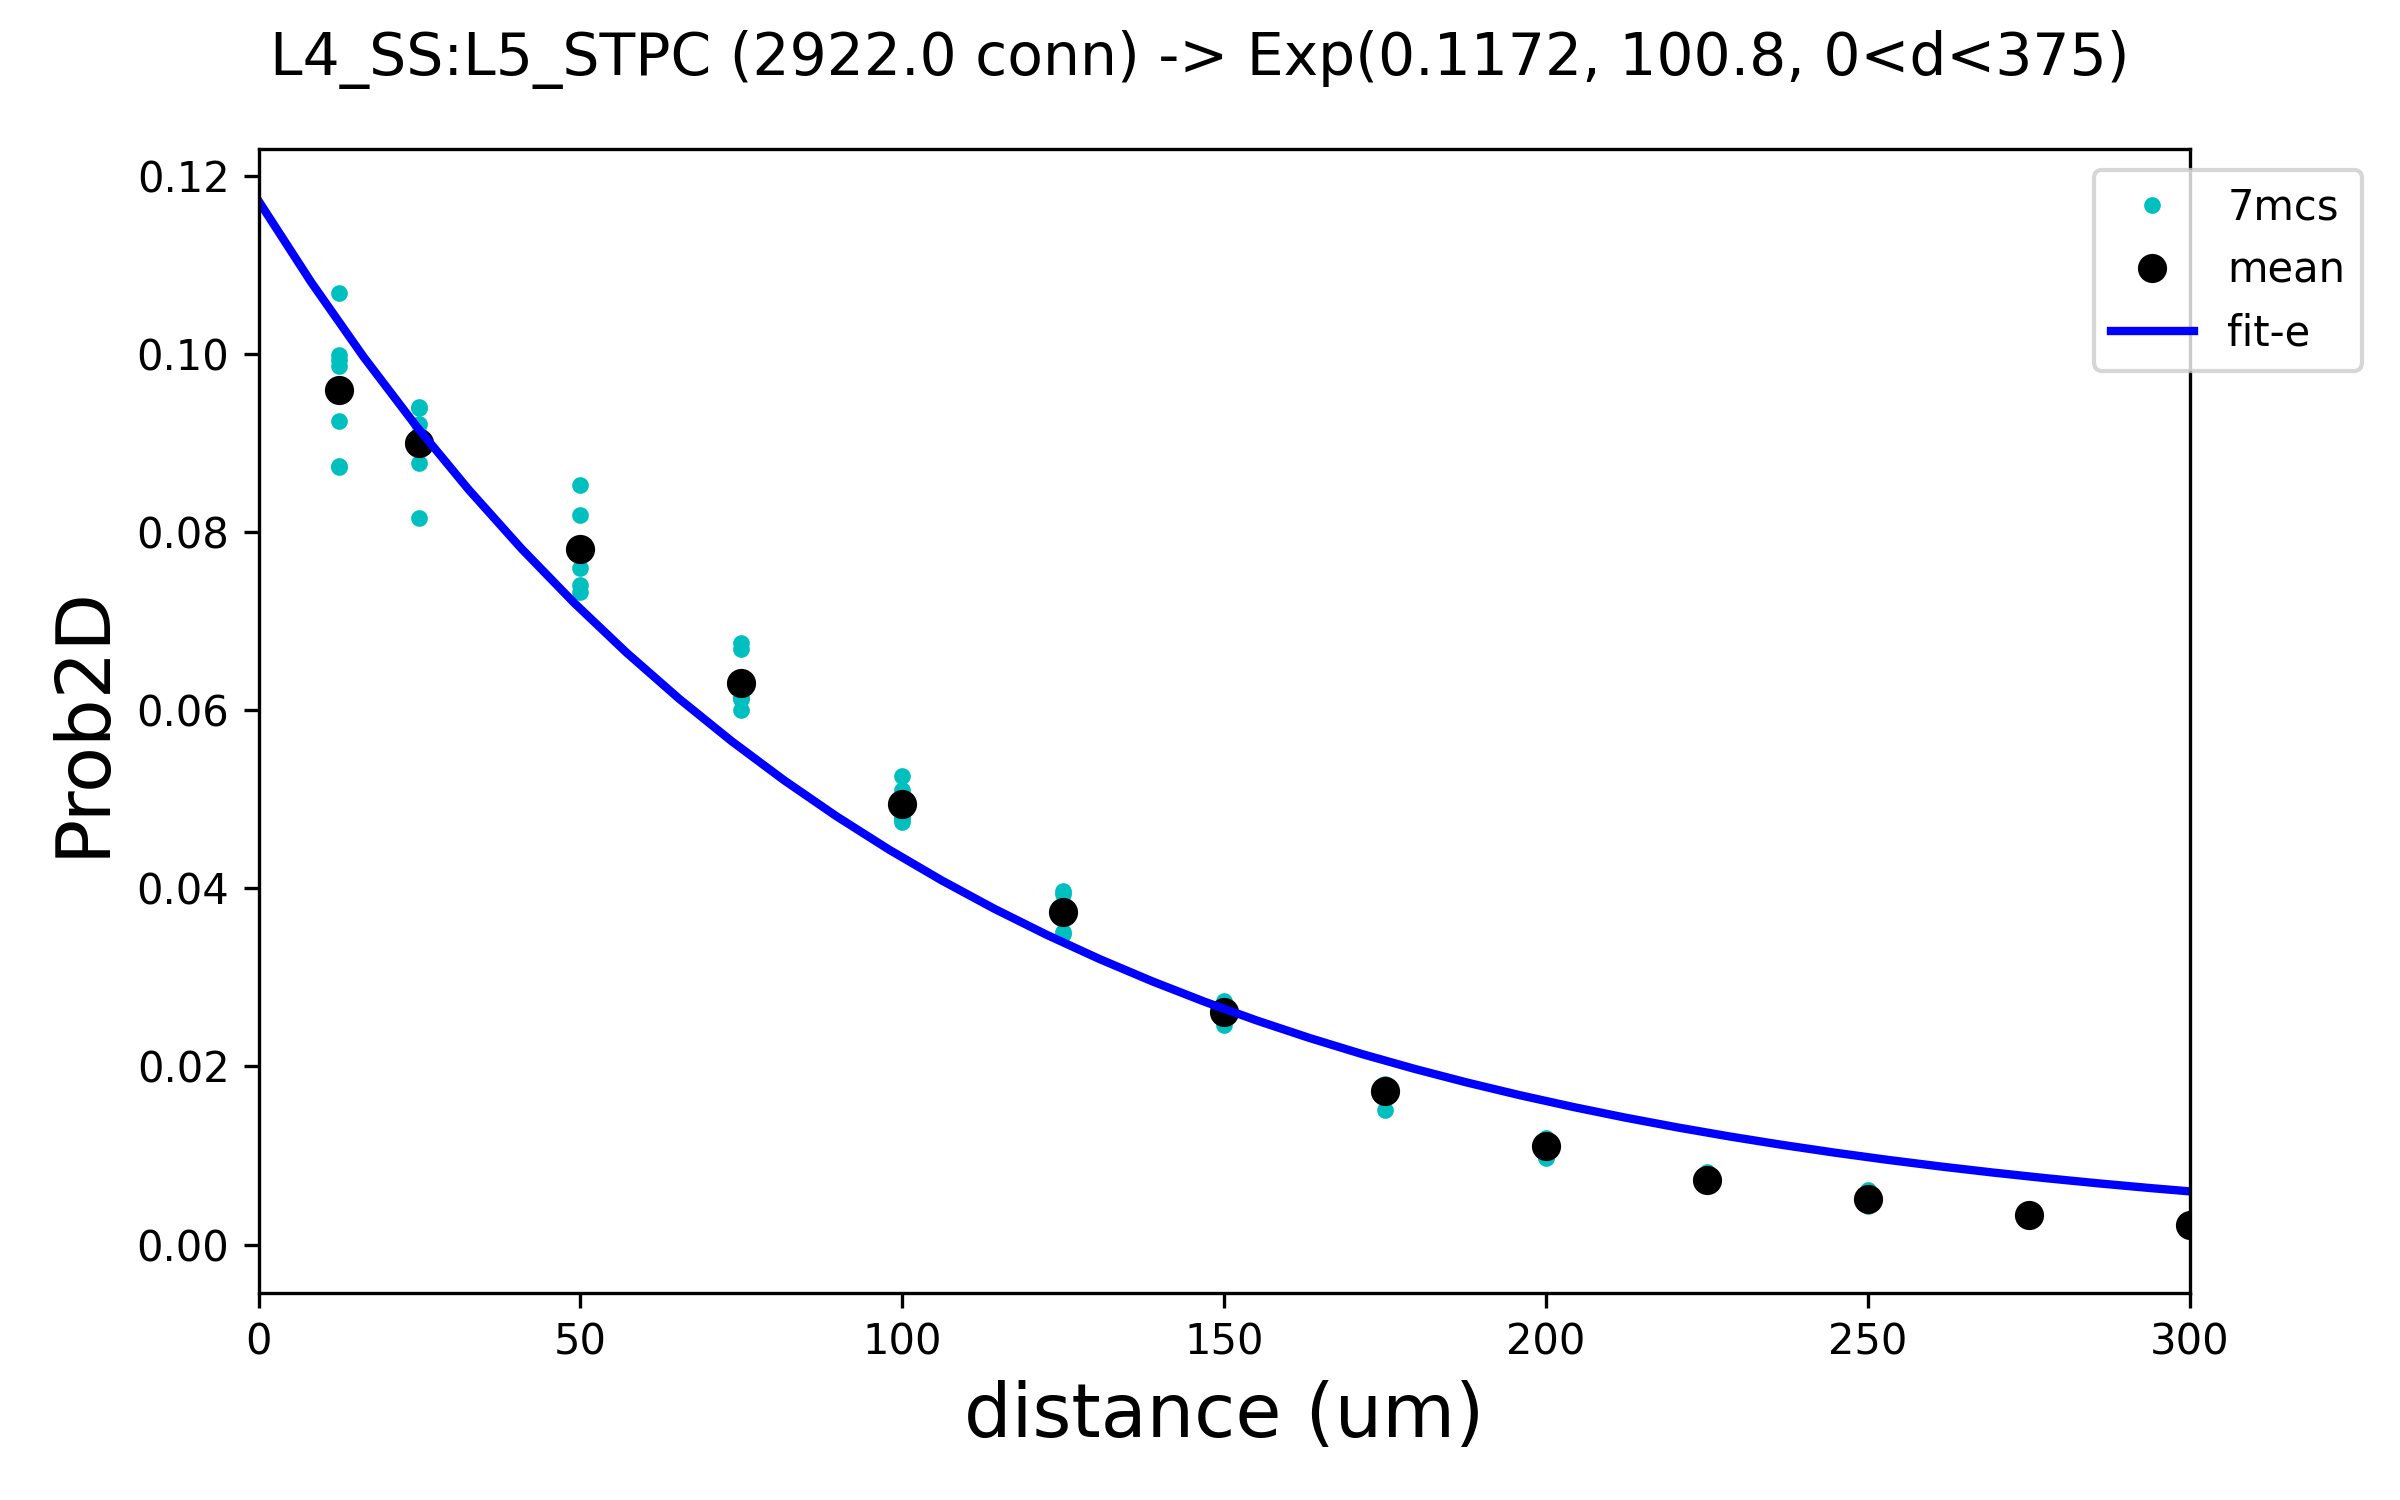 L4_SS:L5_STPC (2922.0 conn) -> Exp(0.1172, 100.8, 0<d<375)
7mcs
mean
fit-e
Prob2D
0.12
0.10
0.08
0.06
0.04
0.02
0.00
0 50 100 150 200 250 300
distance (um)